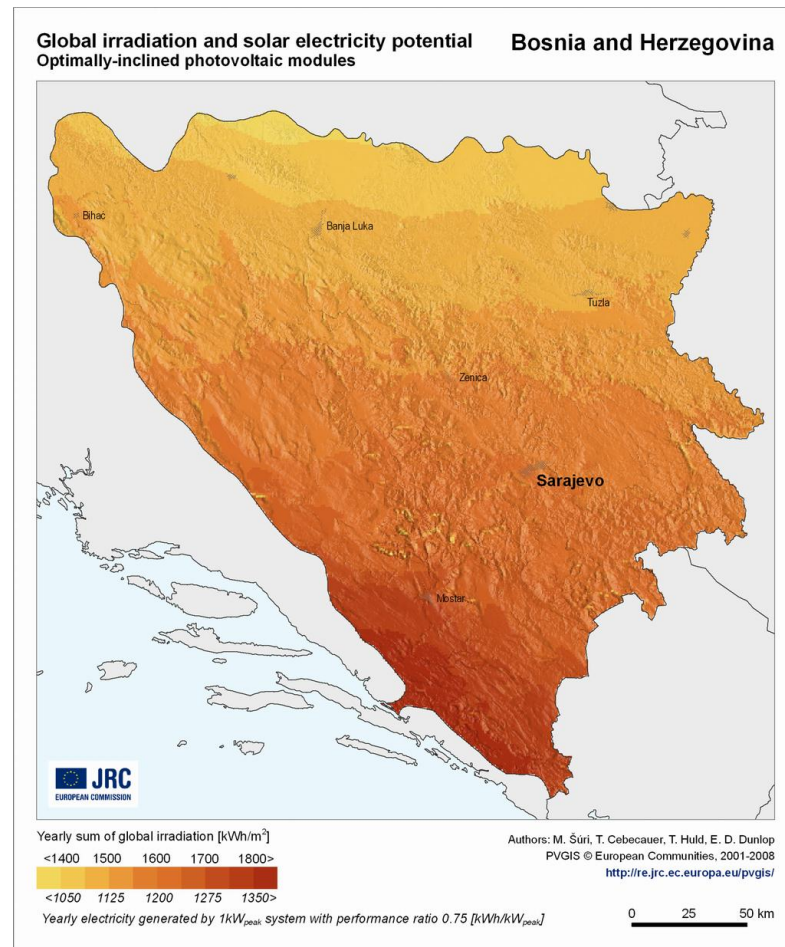 Global irradiation and solar electricity potential
Optimally-inclined photovoltaic modules
Bosnia and Herzegovina
Bihać
Banja Luka
Tuzla
Zenica
Sarajevo
Mostar
JRC
EUROPEAN COMMISSION
Yearly sum of global irradiation [kWh/m²]
<1400 1500 1600 1700 1800>
<1050 1125 1200 1275 1350>
Yearly electricity generated by 1kWpeak system with performance ratio 0.75 [kWh/kWpeak]
Authors: M. Šúri, T. Cebecauer, T. Huld, E. D. Dunlop
PVGIS © European Communities, 2001-2008
http://re.jrc.ec.europa.eu/pvgis/
0 25 50 km